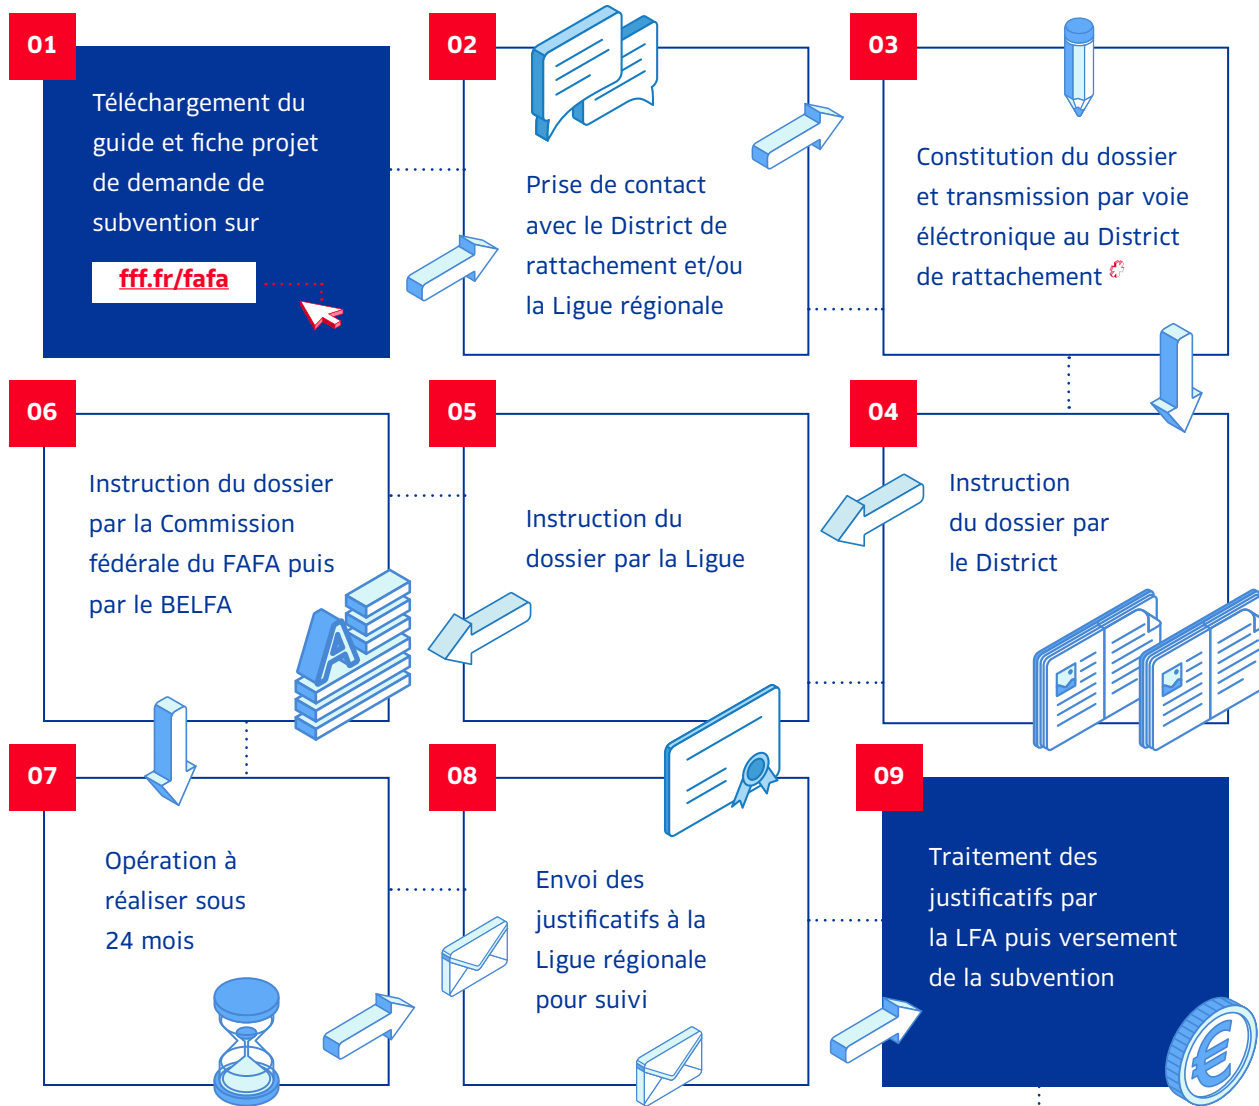 01
Téléchargement du
guide et fiche projet
de demande de
subvention sur
fff.fr/fafa
02
Prise de contact
avec le District de
rattachement et/ou
la Ligue régionale
03
Constitution du dossier
et transmission par voie
éléctronique au District
de rattachement
04
Instruction
du dossier par
le District
05
Instruction du
dossier par la Ligue
06
Instruction du dossier
par la Commission
fédérale du FAFA puis
par le BELFA
A
07
Opération à
réaliser sous
24 mois
08
Envoi des
justificatifs à la
Ligue régionale
pour suivi
09
Traitement des
justificatifs par
la LFA puis versement
de la subvention
€